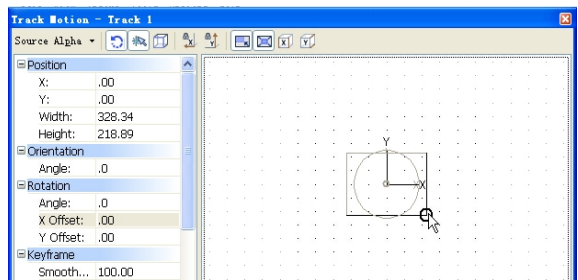 Track Motion - Track 1
Source Alpha
Position
X: .00
Y: .00
Width: 328.34
Height: 218.89
Orientation
Angle: .0
Rotation
Angle: .0
X Offset: .00
Y Offset: .00
Keyframe
Smooth... 100.00
Y
X